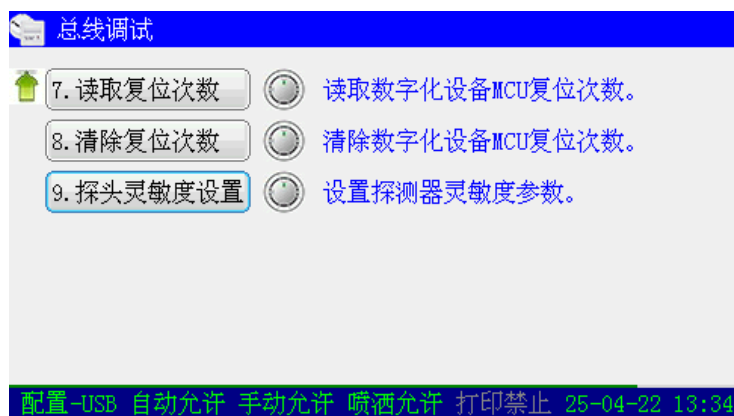 总线调试
7.读取复位次数 读取数字化设备MCU复位次数。
8.清除复位次数 清除数字化设备MCU复位次数。
9.探头灵敏度设置 设置探测器灵敏度参数。
配置-USB 自动允许 手动允许 喷洒允许 打印禁止 25-04-22 13:34